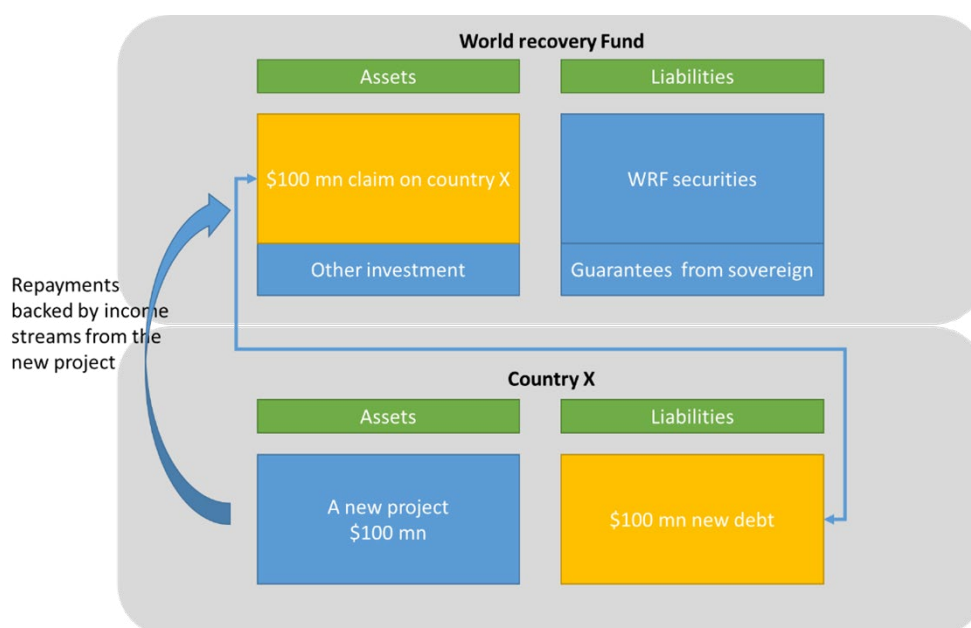 World recovery Fund
Assets
Liabilities
$100 mn claim on country X
WRF securities
Other investment
Guarantees from sovereign
Repayments
backed by income
streams from the
new project
Country X
Assets
Liabilities
A new project
$100 mn
$100 mn new debt